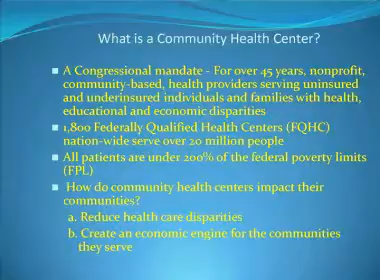 What is a Community Health Center?
A Congressional mandate - For over 45 years, nonprofit,
community-based, health providers serving uninsured
and underinsured individuals and families with health,
educational and economic disparities
1,800 Federally Qualified Health Centers (FQHC)
nation-wide serve over 20 million people
All patients are under 200% of the federal poverty limits
(FPL)
How do community health centers impact their
communities?
a. Reduce health care disparities
b. Create an economic engine for the communities
they serve